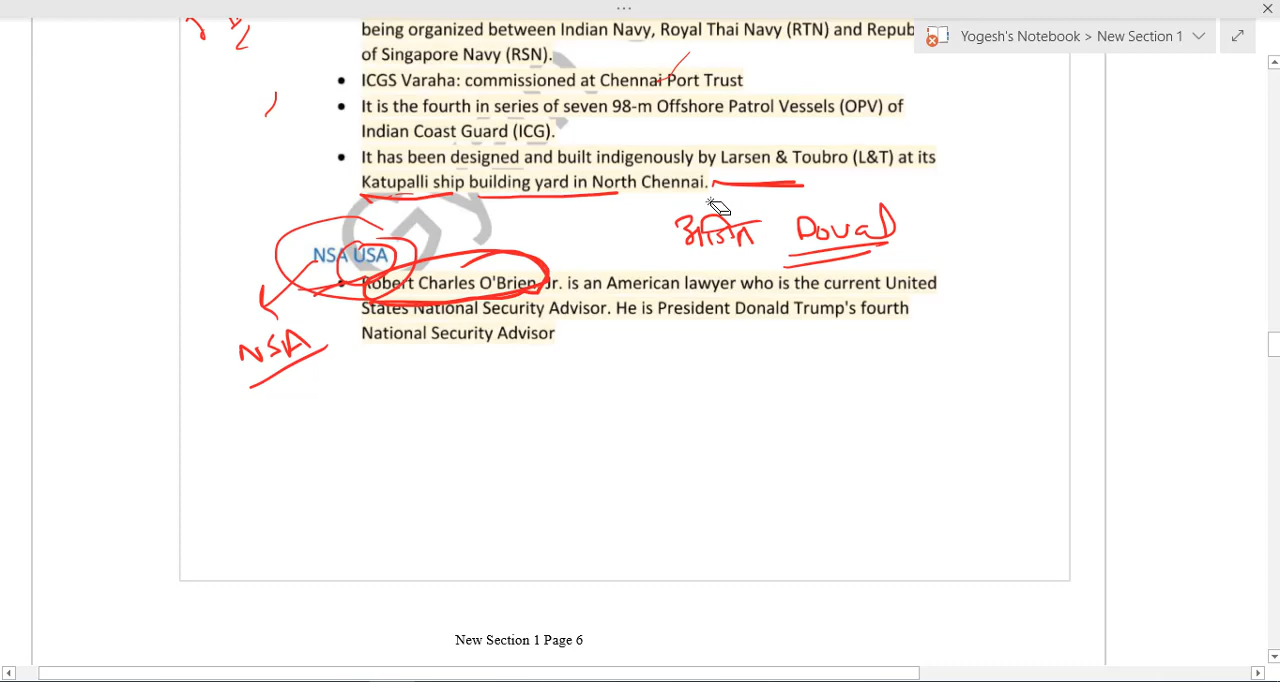 Yogesh's Notebook > New Section 1
being organized between Indian Navy, Royal Thai Navy (RTN) and Repub
of Singapore Navy (RSN).
• ICGS Varaha: commissioned at Chennai Port Trust
• It is the fourth in series of seven 98-m Offshore Patrol Vessels (OPV) of
Indian Coast Guard (ICG).
• It has been designed and built indigenously by Larsen & Toubro (L&T) at its
Katupalli ship building yard in North Chennai.
अजित Doval
NSA USA
• Robert Charles O'Brien Jr. is an American lawyer who is the current United
States National Security Advisor. He is President Donald Trump's fourth
National Security Advisor
NSA
New Section 1 Page 6